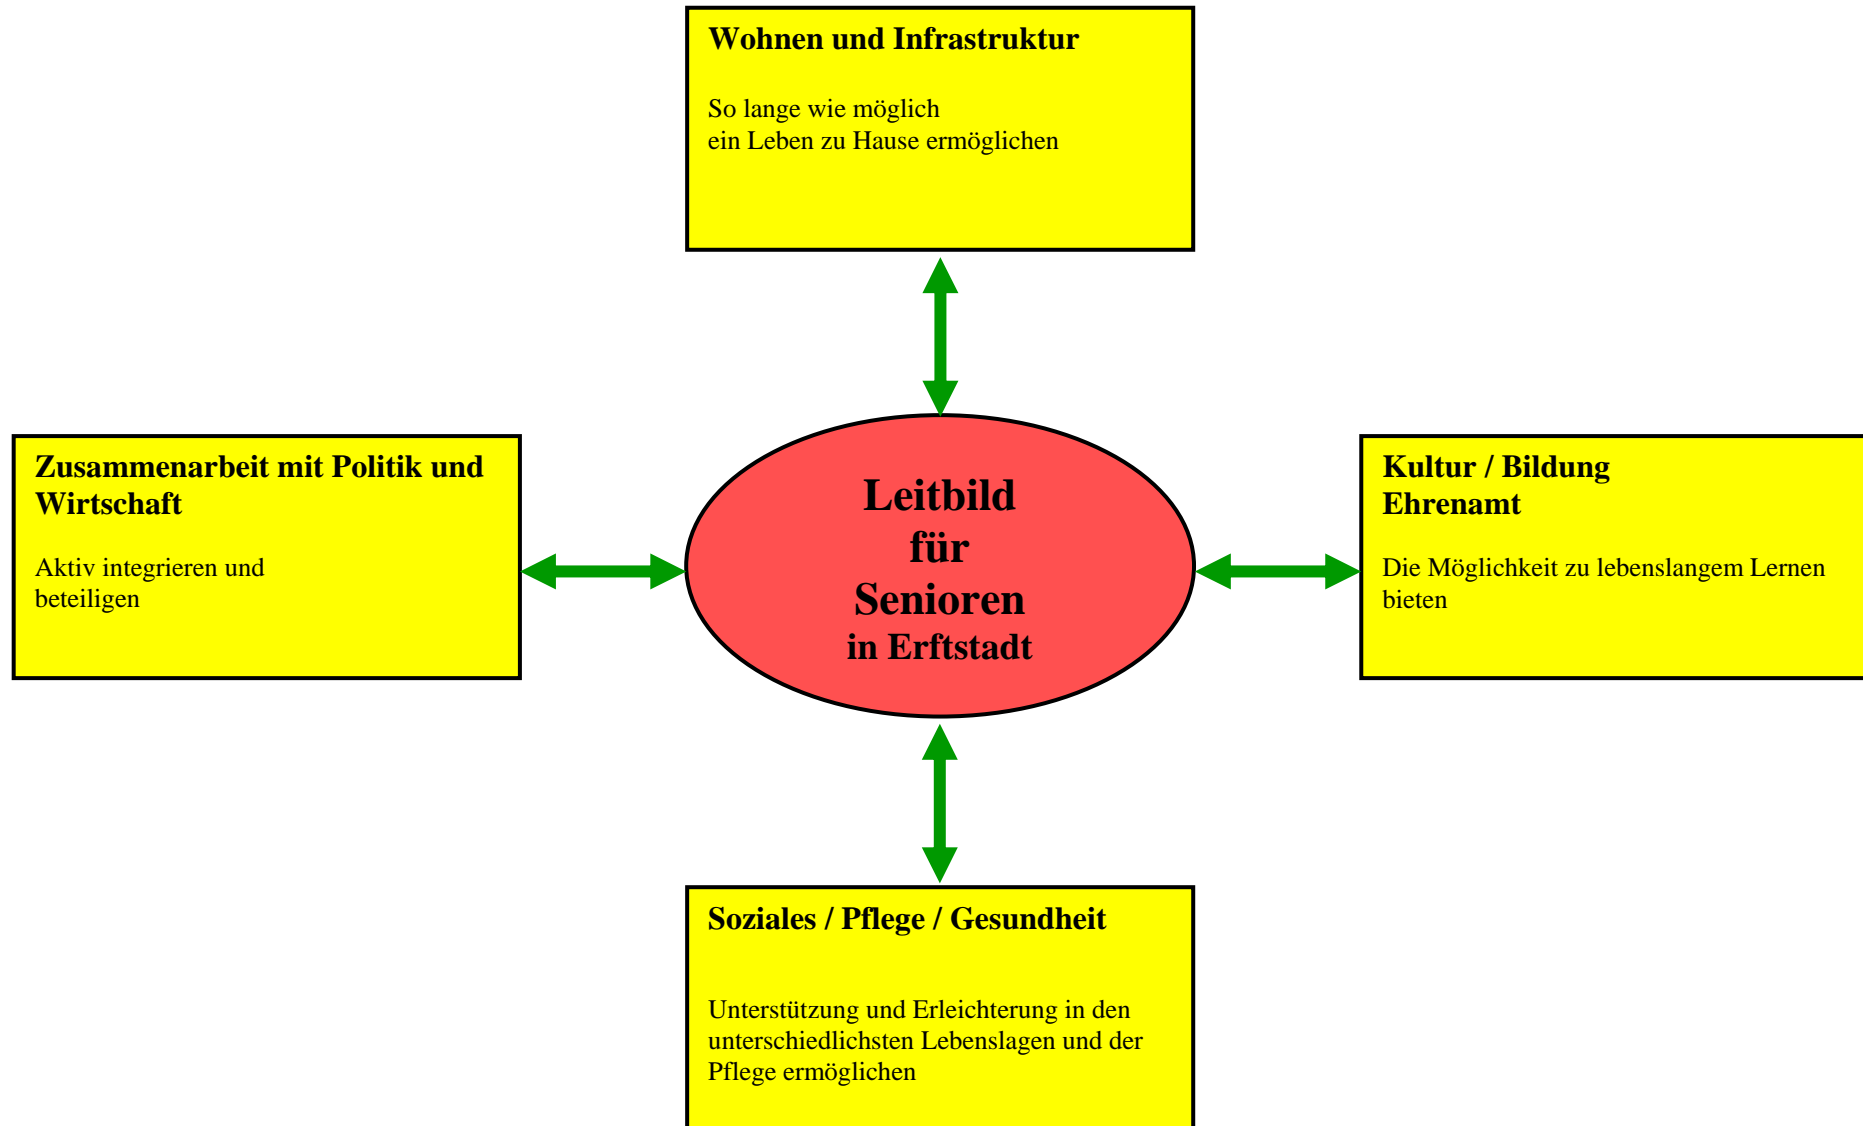 Wohnen und Infrastruktur
So lange wie möglich
ein Leben zu Hause ermöglichen
Zusammenarbeit mit Politik und
Wirtschaft
Aktiv integrieren und
beteiligen
Leitbild
für
Senioren
in Erftstadt
Kultur / Bildung
Ehrenamt
Die Möglichkeit zu lebenslangem Lernen
bieten
Soziales / Pflege / Gesundheit
Unterstützung und Erleichterung in den
unterschiedlichsten Lebenslagen und der
Pflege ermöglichen